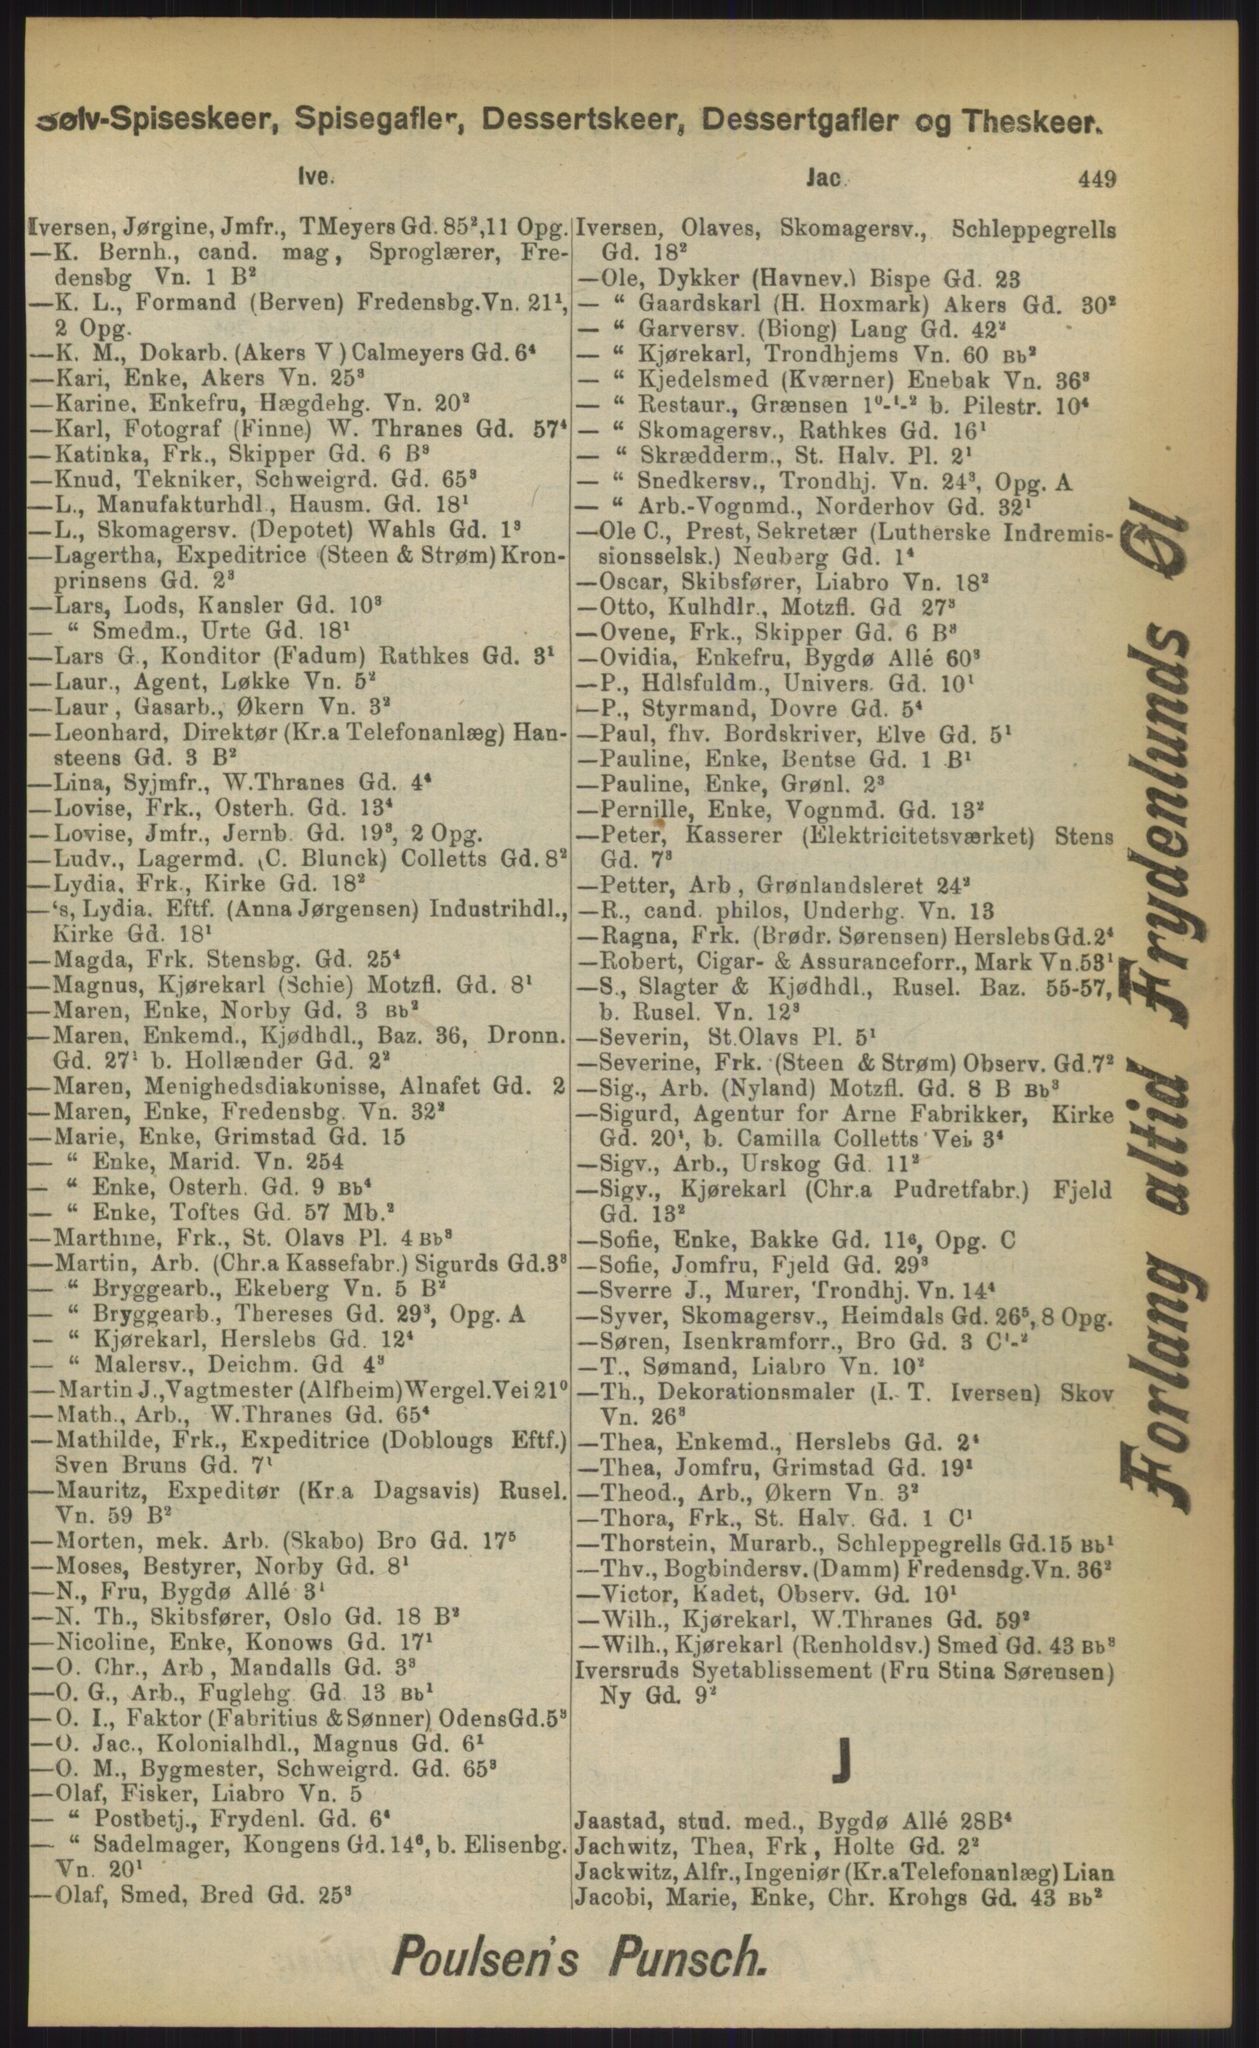 Sølv-Spiseskeer, Spisegafler, Dessertskeer, Dessertgafler og Theskeer.
Ive.
Jac.
449
Iversen, Jørgine, Jmfr., TMeyers Gd. 85²,11 Opg.
—K. Bernh., cand. mag, Sproglærer, Fre-
densbg Vn. 1 B²
—K. L., Formand (Berven) Fredensbg.Vn. 21¹,
2 Opg.
—K. M., Dokarb. (Akers V ) Calmeyers Gd. 6⁴
—Kari, Enke, Akers Vn. 25³
—Karine, Enkefru, Hægdehg. Vn. 20²
—Karl, Fotograf (Finne) W. Thranes Gd. 57⁴
—Katinka, Frk., Skipper Gd. 6 B³
—Knud, Tekniker, Schweigrd. Gd. 65³
—L., Manufakturhdl., Hausm. Gd. 18¹
—L., Skomagersv. (Depotet) Wahls Gd. 1³
—Lagertha, Expeditrice (Steen & Strøm) Kron-
prinsens Gd. 2³
—Lars, Lods, Kansler Gd. 10³
— “ Smedm., Urte Gd. 18¹
—Lars G., Konditor (Fadum) Rathkes Gd. 3¹
—Laur., Agent, Løkke Vn. 5²
—Laur , Gasarb., Økern Vn. 3²
—Leonhard, Direktør (Kr.a Telefonanlæg) Han-
steens Gd. 3 B²
—Lina, Syjmfr., W.Thranes Gd. 4⁴
—Lovise, Frk., Osterh. Gd. 13⁴
—Lovise, Jmfr., Jernb. Gd. 19³, 2 Opg.
—Ludv., Lagermd. (C. Blunck) Colletts Gd. 8²
—Lydia, Frk., Kirke Gd. 18²
—‘s, Lydia. Eftf. (Anna Jørgensen) Industrihdl.,
Kirke Gd. 18¹
—Magda, Frk. Stensbg. Gd. 25⁴
—Magnus, Kjørekarl (Schie) Motzfl. Gd. 8¹
—Maren, Enke, Norby Gd. 3 Bb²
—Maren, Enkemd., Kjødhdl., Baz. 36, Dronn.
Gd. 27¹ b. Hollænder Gd. 2²
—Maren, Menighedsdiakonisse, Alnafet Gd. 2
—Maren, Enke, Fredensbg. Vn. 32²
—Marie, Enke, Grimstad Gd. 15
— “ Enke, Marid. Vn. 254
— “ Enke, Osterh. Gd. 9 Bb⁴
— “ Enke, Toftes Gd. 57 Mb.²
—Marthine, Frk., St. Olavs Pl. 4 Bb³
—Martin, Arb. (Chr.a Kassefabr.) Sigurds Gd.3³
— “ Bryggearb., Ekeberg Vn. 5 B²
— “ Bryggearb., Thereses Gd. 29³, Opg. A
— “ Kjørekarl, Herslebs Gd. 12⁴
— “ Malersv., Deichm. Gd 4³
—Martin J.,Vagtmester (Alfheim)Wergel.Vei 21⁰
—Math., Arb., W.Thranes Gd. 65⁴
—Mathilde, Frk., Expeditrice (Doblougs Eftf.)
Sven Bruns Gd. 7¹
—Mauritz, Expeditør (Kr.a Dagsavis) Rusel.
Vn. 59 B²
—Morten, mek. Arb. (Skabo) Bro Gd. 17⁵
—Moses, Bestyrer, Norby Gd. 8¹
—N., Fru, Bygdø Allé 3¹
—N. Th., Skibsfører, Oslo Gd. 18 B²
—Nicoline, Enke, Konows Gd. 17¹
—O. Chr., Arb , Mandalls Gd. 3³
—O. G., Arb., Fuglehg Gd. 13 Bb¹
—O. I., Faktor (Fabritius & Sønner) OdensGd.5³
—O. Jac., Kolonialhdl., Magnus Gd. 6¹
—O. M., Bygmester, Schweigrd. Gd. 65³
—Olaf, Fisker, Liabro Vn. 5
— “ Postbetj., Frydenl. Gd. 6⁴
— “ Sadelmager, Kongens Gd. 14⁶, b. Elisenbg.
Vn. 20¹
—Olaf, Smed, Bred Gd. 25³
Iversen, Olaves, Skomagersv., Schleppegrells
Gd. 18²
—Ole, Dykker (Havnev.) Bispe Gd. 23
— “ Gaardskarl (H. Hoxmark) Akers Gd. 30²
— “ Garversv. (Biong) Lang Gd. 42²
— “ Kjørekarl, Trondhjems Vn. 60 Bb²
— “ Kjedelsmed (Kværner) Enebak Vn. 36³
— “ Restaur., Grænsen 1⁰-¹-² b. Pilestr. 10⁴
— “ Skomagersv., Rathkes Gd. 16¹
— “ Skrædderm., St. Halv. Pl. 2¹
— “ Snedkersv., Trondhj. Vn. 24³, Opg. A
— “ Arb.-Vognmd., Norderhov Gd. 32¹
—Ole C., Prest, Sekretær (Lutherske Indremis-
sionsselsk.) Neuberg Gd. 1⁴
—Oscar, Skibsfører, Liabro Vn. 18²
—Otto, Kulhdlr., Motzfl. Gd 27³
—Ovene, Frk., Skipper Gd. 6 B³
—Ovidia, Enkefru, Bygdø Allé 60³
—P., Hdlsfuldm., Univers. Gd. 10¹
—P., Styrmand, Dovre Gd. 5⁴
—Paul, fhv. Bordskriver, Elve Gd. 5¹
—Pauline, Enke, Bentse Gd. 1 B¹
—Pauline, Enke, Grønl. 2³
—Pernille, Enke, Vognmd. Gd. 13²
—Peter, Kasserer (Elektricitetsværket) Stens
Gd. 7³
—Petter, Arb , Grønlandsleret 24²
—R., cand. philos, Underhg. Vn. 13
—Ragna, Frk. (Brødr. Sørensen) Herslebs Gd.2⁴
—Robert, Cigar- & Assuranceforr., Mark Vn.53¹
—S., Slagter & Kjødhdl., Rusel. Baz. 55-57,
b. Rusel. Vn. 12³
—Severin, St.Olavs Pl. 5¹
—Severine, Frk. (Steen & Strøm) Observ. Gd.7²
—Sig., Arb. (Nyland) Motzfl. Gd. 8 B Bb³
—Sigurd, Agentur for Arne Fabrikker, Kirke
Gd. 20¹, b. Camilla Colletts Vei 3⁴
—Sigv., Arb., Urskog Gd. 11²
—Sigv., Kjørekarl (Chr.a Pudretfabr.) Fjeld
Gd. 13²
—Sofie, Enke, Bakke Gd. 11⁶, Opg. C
—Sofie, Jomfru, Fjeld Gd. 29³
—Sverre J., Murer, Trondhj. Vn. 14⁴
—Syver, Skomagersv., Heimdals Gd. 26⁵, 8 Opg.
—Søren, Isenkramforr., Bro Gd. 3 C¹-²
—T., Sømand, Liabro Vn. 10²
—Th., Dekorationsmaler (I. T. Iversen) Skov
Vn. 26³
—Thea, Enkemd., Herslebs Gd. 2⁴
—Thea, Jomfru, Grimstad Gd. 19¹
—Theod., Arb., Økern Vn. 3²
—Thora, Frk., St. Halv. Gd. 1 C¹
—Thorstein, Murarb., Schleppegrells Gd.15 Bb¹
—Thv., Bogbindersv. (Damm) Fredensdg.Vn. 36²
—Victor, Kadet, Observ. Gd. 10¹
—Wilh., Kjørekarl, W.Thranes Gd. 59²
—Wilh., Kjørekarl (Renholdsv.) Smed Gd. 43 Bb³
Iversruds Syetablissement (Fru Stina Sørensen)
Ny Gd. 9²
J
Jaastad, stud. med., Bygdø Allé 28B⁴
Jachwitz, Thea, Frk , Holte Gd. 2²
Jackwitz, Alfr., Ingeniør (Kr.a Telefonanlæg) Lian
Jacobi, Marie, Enke, Chr. Krohgs Gd. 43 Bb²
Forlang altid Frydenlunds Øl
Poulsen's Punsch.